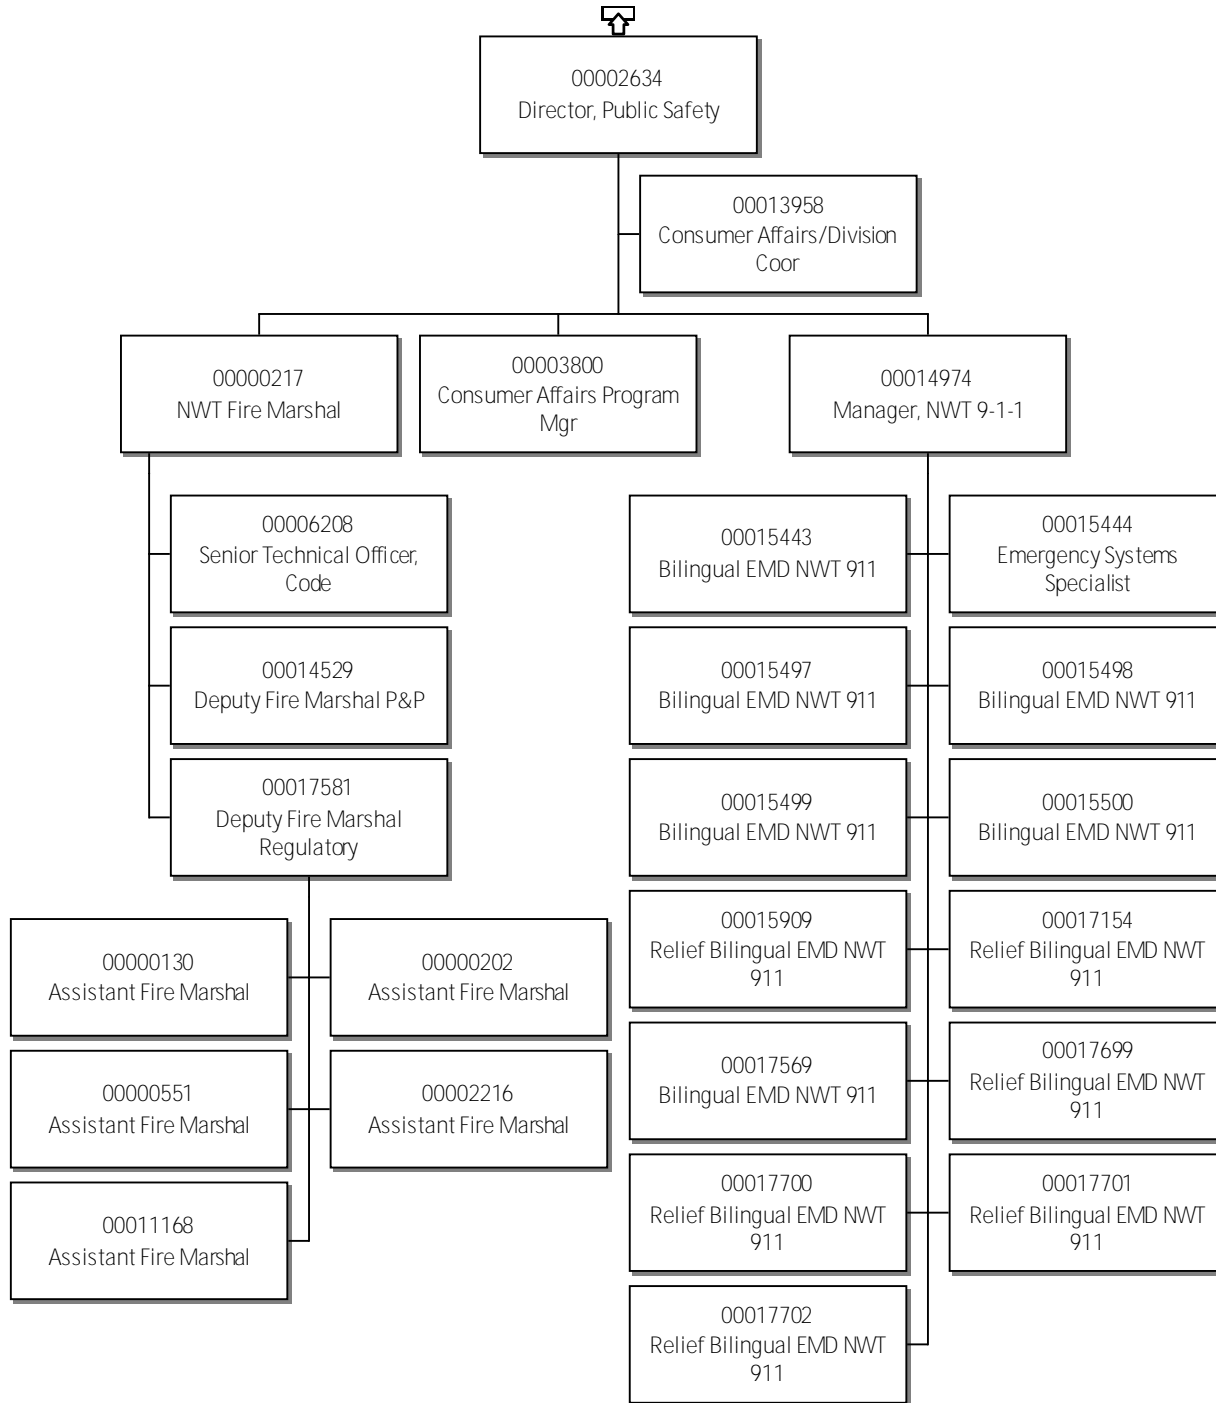 00002634
Director, Public Safety
00013958
Consumer Affairs/Division
Coor
00000217
NWT Fire Marshal
00003800
Consumer Affairs Program
Mgr
00014974
Manager, NWT 9-1-1
00006208
Senior Technical Officer,
Code
00014529
Deputy Fire Marshal P&P
00017581
Deputy Fire Marshal
Regulatory
00000130
Assistant Fire Marshal
00000202
Assistant Fire Marshal
00000551
Assistant Fire Marshal
00002216
Assistant Fire Marshal
00011168
Assistant Fire Marshal
00015443
Bilingual EMD NWT 911
00015444
Emergency Systems
Specialist
00015497
Bilingual EMD NWT 911
00015498
Bilingual EMD NWT 911
00015499
Bilingual EMD NWT 911
00015500
Bilingual EMD NWT 911
00015909
Relief Bilingual EMD NWT
911
00017154
Relief Bilingual EMD NWT
911
00017569
Bilingual EMD NWT 911
00017699
Relief Bilingual EMD NWT
911
00017700
Relief Bilingual EMD NWT
911
00017701
Relief Bilingual EMD NWT
911
00017702
Relief Bilingual EMD NWT
911